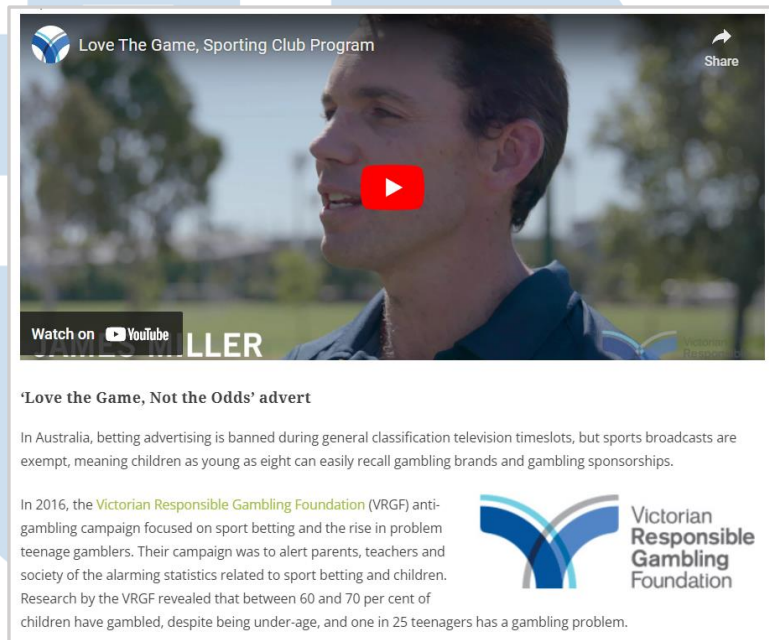 Love The Game, Sporting Club Program
Share
Watch on YouTube
JAMES MILLER
Victorian
Responsible
‘Love the Game, Not the Odds’ advert
In Australia, betting advertising is banned during general classification television timeslots, but sports broadcasts are
exempt, meaning children as young as eight can easily recall gambling brands and gambling sponsorships.
In 2016, the Victorian Responsible Gambling Foundation (VRGF) anti-
gambling campaign focused on sport betting and the rise in problem
teenage gamblers. Their campaign was to alert parents, teachers and
society of the alarming statistics related to sport betting and children.
Research by the VRGF revealed that between 60 and 70 per cent of
children have gambled, despite being under-age, and one in 25 teenagers has a gambling problem.
Victorian
Responsible
Gambling
Foundation